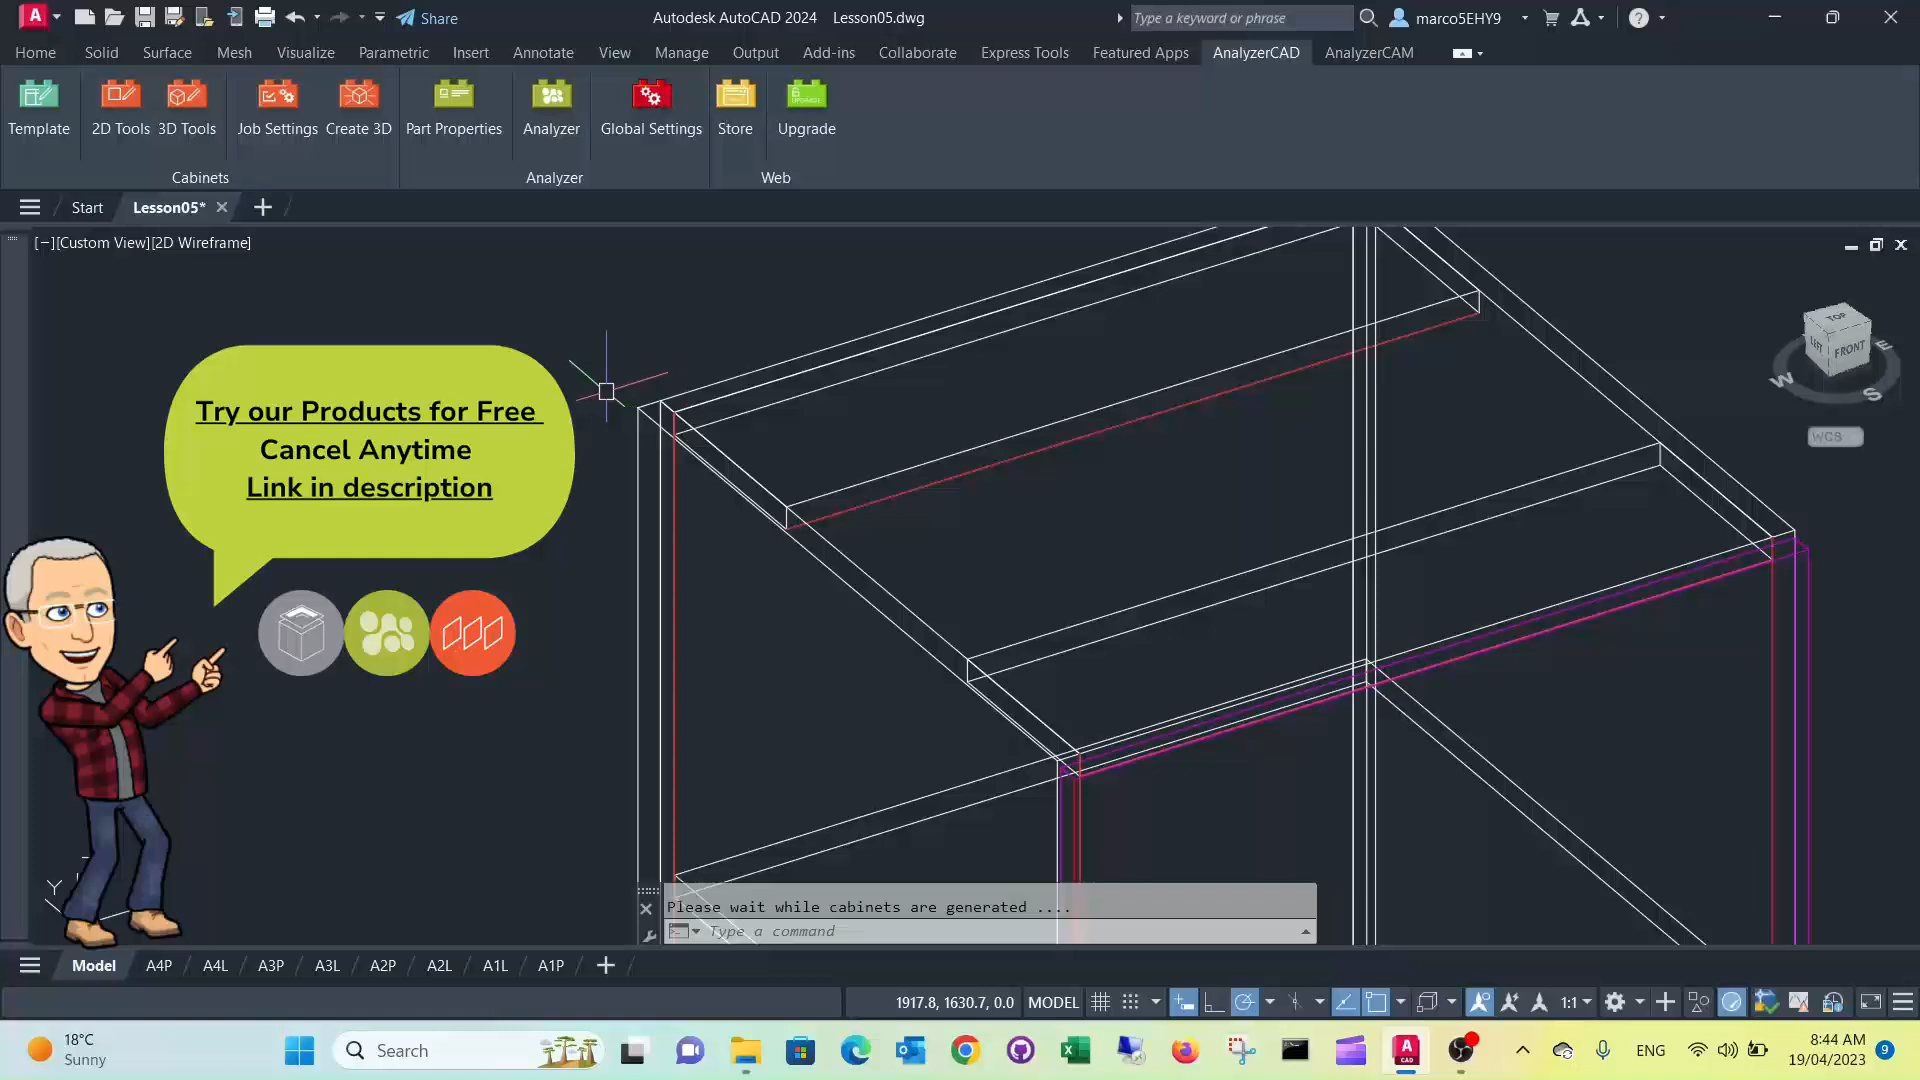 Share
Autodesk AutoCAD 2024 Lesson05.dwg
Type a keyword or phrase
marco5EHY9
Home Solid Surface Mesh Visualize Parametric Insert Annotate View Manage Output Add-ins Collaborate Express Tools Featured Apps AnalyzerCAD AnalyzerCAM
UPGRADE
Template 2D Tools 3D Tools Job Settings Create 3D Part Properties Analyzer Global Settings Store Upgrade
Cabinets Analyzer Web
Start Lesson05*
[−][Custom View][2D Wireframe]
TOP
LEFT FRONT
E
W
S
WCS
Try our Products for Free
Cancel Anytime
Link in description
Y
Please wait while cabinets are generated ....
Type a command
Model A4P A4L A3P A3L A2P A2L A1L A1P
1917.8, 1630.7, 0.0 MODEL 1:1
18°C
Sunny
Search
A
CAD
ENG
8:44 AM
19/04/2023
9